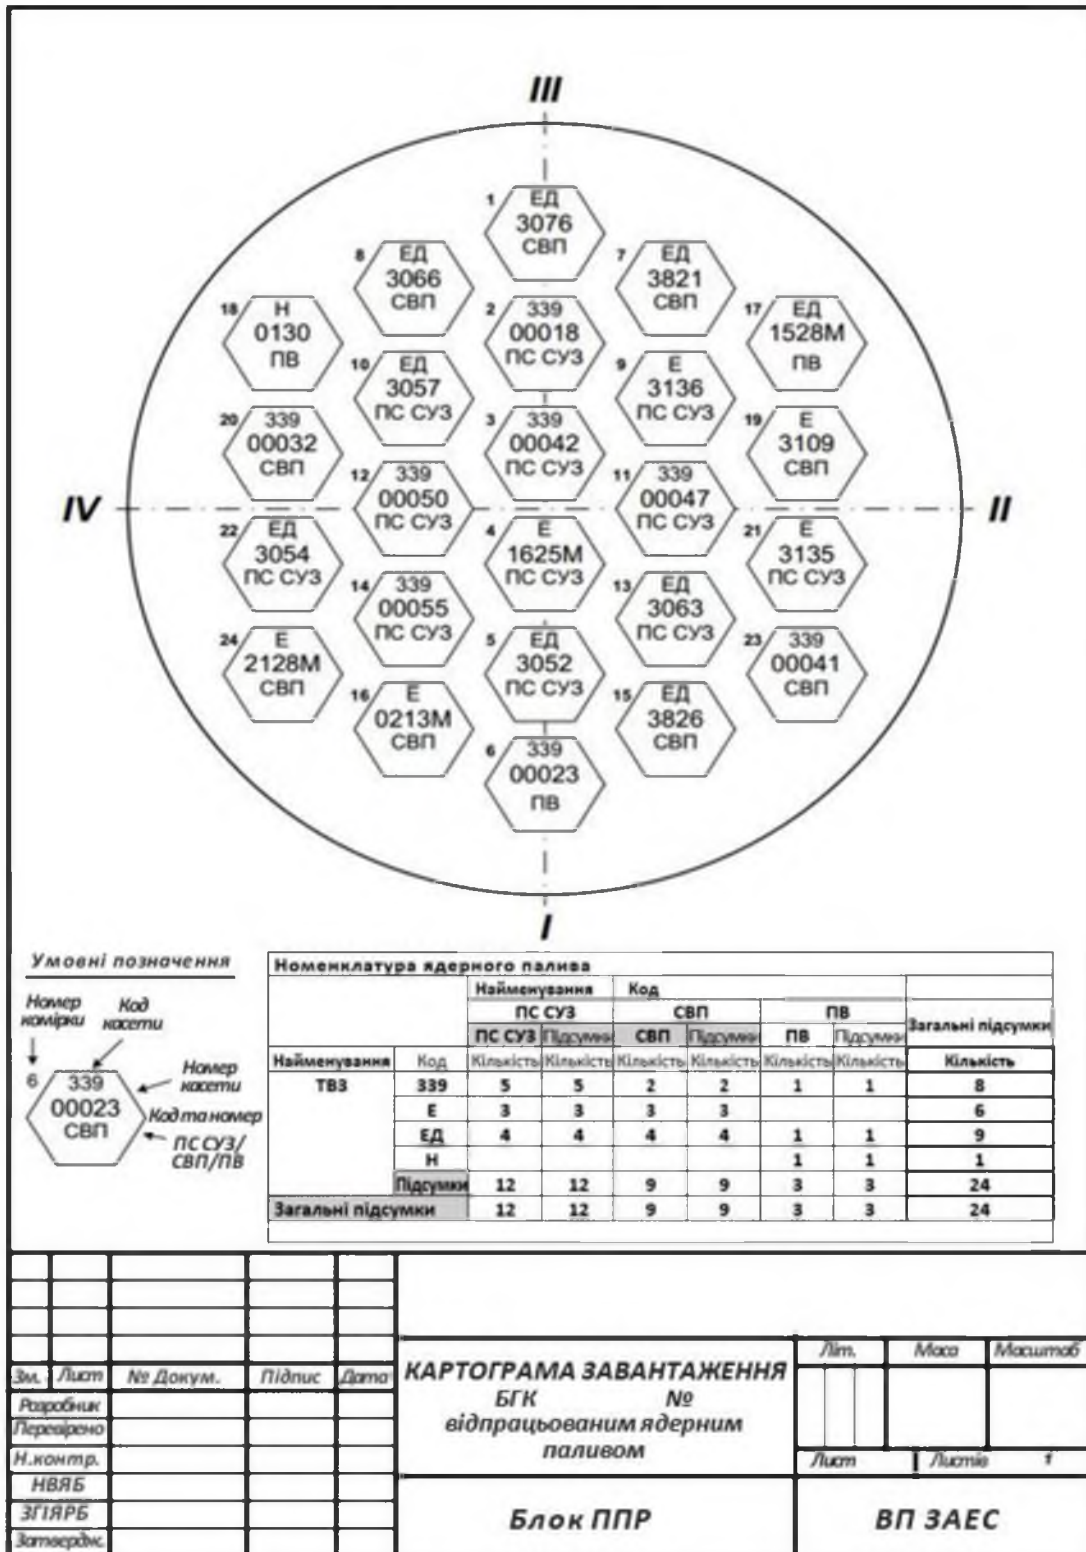 III
1 ЕД
3076
СВП
8 ЕД
3066
СВП
7 ЕД
3821
СВП
18 Н
0130
ПВ
2 339
00018
ПС СУЗ
17 ЕД
1528М
ПВ
10 ЕД
3057
ПС СУЗ
9 Е
3136
ПС СУЗ
20 339
00032
СВП
3 339
00042
ПС СУЗ
19 Е
3109
СВП
12 339
00050
ПС СУЗ
11 339
00047
ПС СУЗ
IV
II
22 ЕД
3054
ПС СУЗ
4 Е
1625М
ПС СУЗ
21 Е
3135
ПС СУЗ
14 339
00055
ПС СУЗ
13 ЕД
3063
ПС СУЗ
24 Е
2128М
СВП
5 ЕД
3052
ПС СУЗ
23 339
00041
СВП
16 Е
0213М
СВП
15 ЕД
3826
СВП
6 339
00023
ПВ
I
Умовні позначення
Номер комірки
Код касети
6 339
00023
СВП
Номер касети
Код та номер
ПС СУЗ/
СВП/ПВ
Номенклатура ядерного палива
Найменування Код
ПС СУЗ СВП ПВ Загальні підсумки
ПС СУЗ Підсумки СВП Підсумки ПВ Підсумки
Найменування Код Кількість Кількість Кількість Кількість Кількість Кількість Кількість
ТВЗ 339 5 5 2 2 1 1 8
Е 3 3 3 3 6
ЕД 4 4 4 4 1 1 9
Н 1 1 1
Підсумки 12 12 9 9 3 3 24
Загальні підсумки 12 12 9 9 3 3 24
Зм. Лист № Докум. Підпис Дата
Розробник
Перевірено
Н.контр.
НВЯБ
ЗГІЯРБ
Затвердж.
КАРТОГРАМА ЗАВАНТАЖЕННЯ
БГК №
відпрацьованим ядерним
паливом
Літ. Маса Масштаб
Лист Листів 1
Блок ППР
ВП ЗАЕС